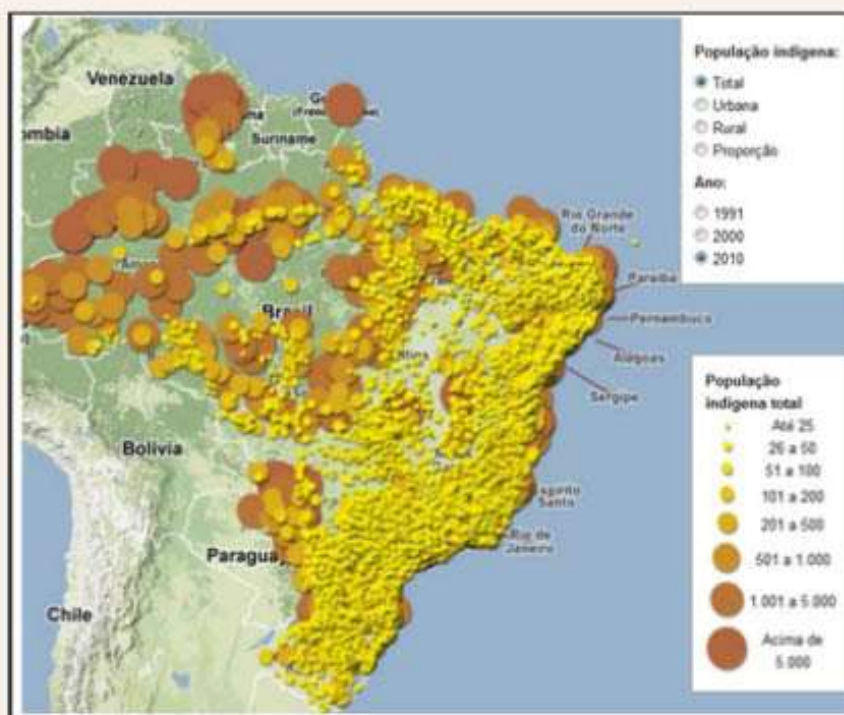 Venezuela
Suriname
Bolivia
Paraguay
Chile
Brasil
Rio Grande
do Norte
Paraíba
Pernambuco
Alagoas
Sergipe
Espírito
Santo
Rio de
Janeiro
População indígena:
Total
Urbana
Rural
Proporção
Ano:
1991
2000
2010
População
indígena total
Até 25
26 a 50
51 a 100
101 a 200
201 a 500
501 a 1.000
1.001 a 5.000
Acima de
5.000